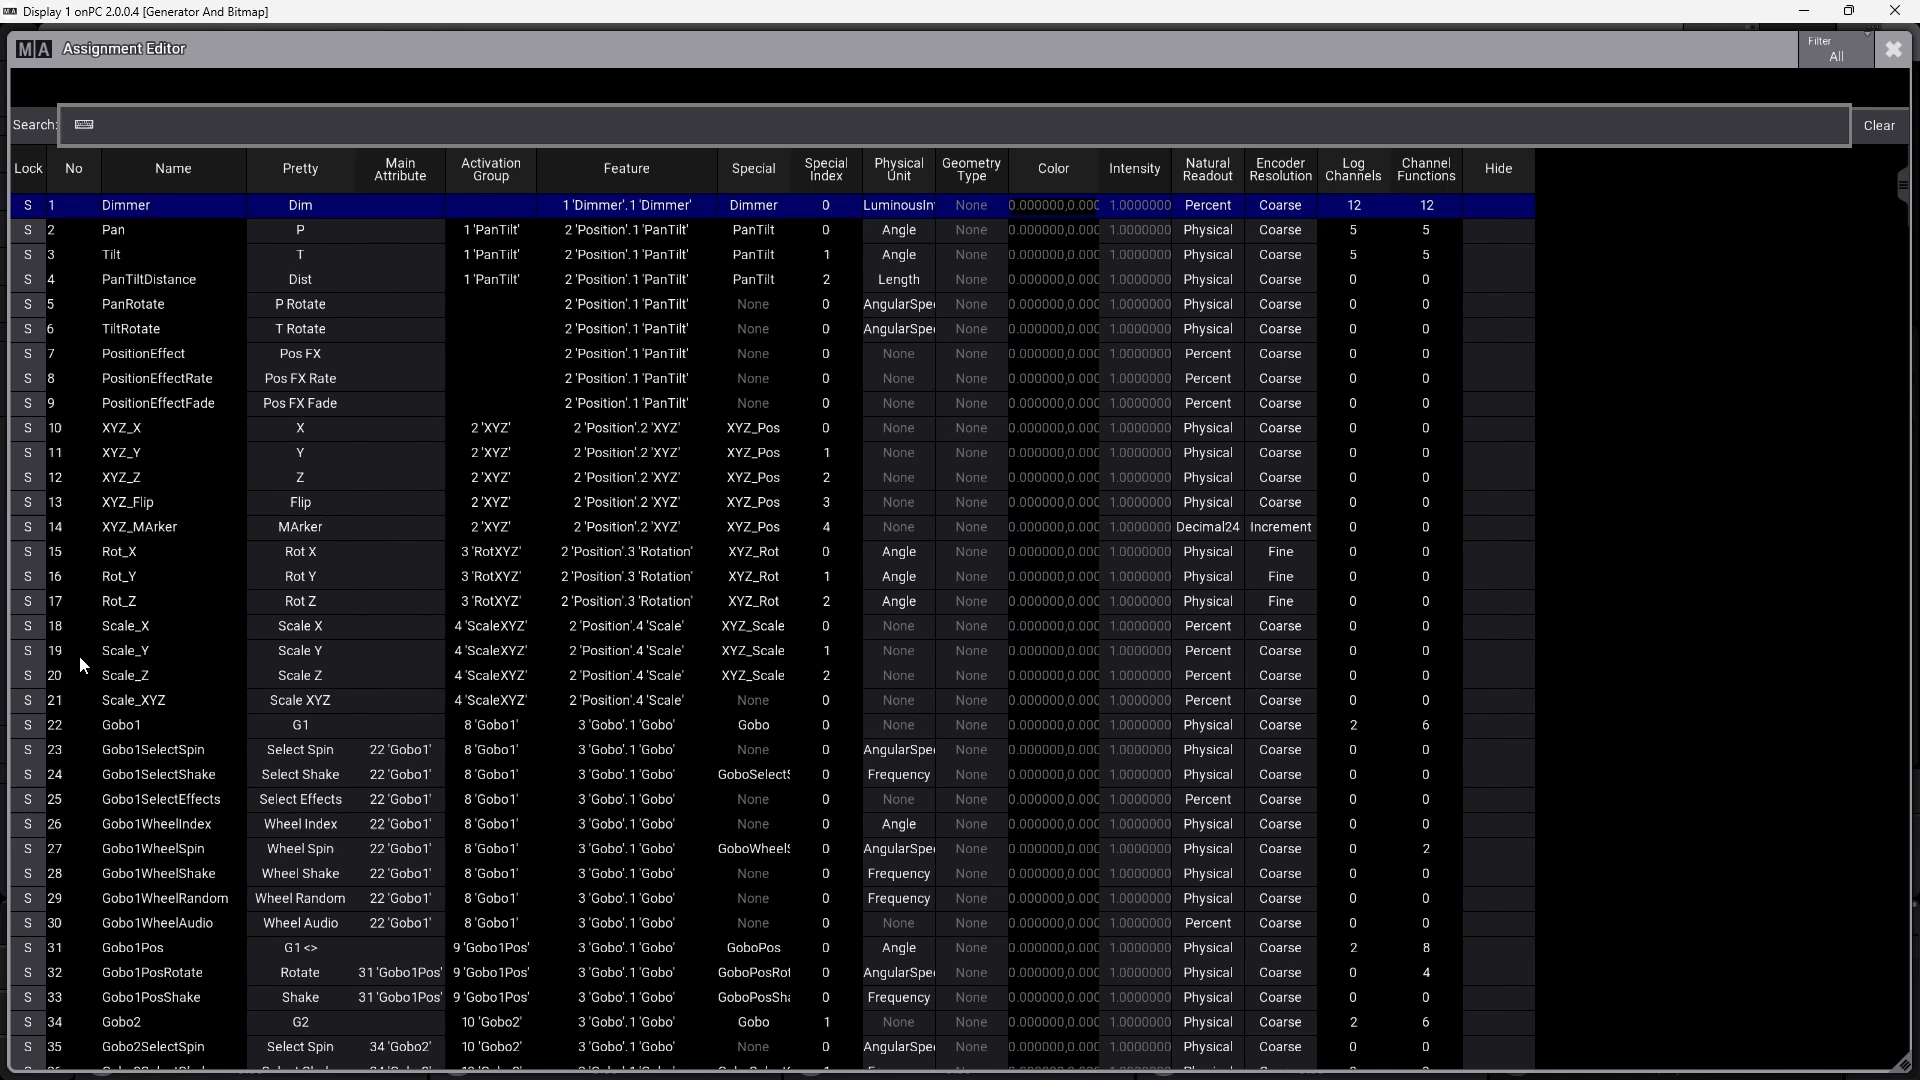 Display 1 onPC 2.0.0.4 [Generator And Bitmap]
MA Assignment Editor Filter All
Search: Clear
Lock No Name Pretty Main Attribute Activation Group Feature Special Special Index Physical Unit Geometry Type Color Intensity Natural Readout Encoder Resolution Log Channels Channel Functions Hide
S 1 Dimmer Dim 1 'Dimmer'.1 'Dimmer' Dimmer 0 LuminousIn None 0.000000,0.000 1.0000000 Percent Coarse 12 12
S 2 Pan P 1 'PanTilt' 2 'Position'.1 'PanTilt' PanTilt 0 Angle None 0.000000,0.000 1.0000000 Physical Coarse 5 5
S 3 Tilt T 1 'PanTilt' 2 'Position'.1 'PanTilt' PanTilt 1 Angle None 0.000000,0.000 1.0000000 Physical Coarse 5 5
S 4 PanTiltDistance Dist 1 'PanTilt' 2 'Position'.1 'PanTilt' PanTilt 2 Length None 0.000000,0.000 1.0000000 Physical Coarse 0 0
S 5 PanRotate P Rotate 2 'Position'.1 'PanTilt' None 0 AngularSpe None 0.000000,0.000 1.0000000 Physical Coarse 0 0
S 6 TiltRotate T Rotate 2 'Position'.1 'PanTilt' None 0 AngularSpe None 0.000000,0.000 1.0000000 Physical Coarse 0 0
S 7 PositionEffect Pos FX 2 'Position'.1 'PanTilt' None 0 None None 0.000000,0.000 1.0000000 Percent Coarse 0 0
S 8 PositionEffectRate Pos FX Rate 2 'Position'.1 'PanTilt' None 0 None None 0.000000,0.000 1.0000000 Percent Coarse 0 0
S 9 PositionEffectFade Pos FX Fade 2 'Position'.1 'PanTilt' None 0 None None 0.000000,0.000 1.0000000 Percent Coarse 0 0
S 10 XYZ_X X 2 'XYZ' 2 'Position'.2 'XYZ' XYZ_Pos 0 None None 0.000000,0.000 1.0000000 Physical Coarse 0 0
S 11 XYZ_Y Y 2 'XYZ' 2 'Position'.2 'XYZ' XYZ_Pos 1 None None 0.000000,0.000 1.0000000 Physical Coarse 0 0
S 12 XYZ_Z Z 2 'XYZ' 2 'Position'.2 'XYZ' XYZ_Pos 2 None None 0.000000,0.000 1.0000000 Physical Coarse 0 0
S 13 XYZ_Flip Flip 2 'XYZ' 2 'Position'.2 'XYZ' XYZ_Pos 3 None None 0.000000,0.000 1.0000000 Physical Coarse 0 0
S 14 XYZ_MArker MArker 2 'XYZ' 2 'Position'.2 'XYZ' XYZ_Pos 4 None None 0.000000,0.000 1.0000000 Decimal24 Increment 0 0
S 15 Rot_X Rot X 3 'RotXYZ' 2 'Position'.3 'Rotation' XYZ_Rot 0 Angle None 0.000000,0.000 1.0000000 Physical Fine 0 0
S 16 Rot_Y Rot Y 3 'RotXYZ' 2 'Position'.3 'Rotation' XYZ_Rot 1 Angle None 0.000000,0.000 1.0000000 Physical Fine 0 0
S 17 Rot_Z Rot Z 3 'RotXYZ' 2 'Position'.3 'Rotation' XYZ_Rot 2 Angle None 0.000000,0.000 1.0000000 Physical Fine 0 0
S 18 Scale_X Scale X 4 'ScaleXYZ' 2 'Position'.4 'Scale' XYZ_Scale 0 None None 0.000000,0.000 1.0000000 Percent Coarse 0 0
S 19 Scale_Y Scale Y 4 'ScaleXYZ' 2 'Position'.4 'Scale' XYZ_Scale 1 None None 0.000000,0.000 1.0000000 Percent Coarse 0 0
S 20 Scale_Z Scale Z 4 'ScaleXYZ' 2 'Position'.4 'Scale' XYZ_Scale 2 None None 0.000000,0.000 1.0000000 Percent Coarse 0 0
S 21 Scale_XYZ Scale XYZ 4 'ScaleXYZ' 2 'Position'.4 'Scale' None 0 None None 0.000000,0.000 1.0000000 Percent Coarse 0 0
S 22 Gobo1 G1 8 'Gobo1' 3 'Gobo'.1 'Gobo' Gobo 0 None None 0.000000,0.000 1.0000000 Physical Coarse 2 6
S 23 Gobo1SelectSpin Select Spin 22 'Gobo1' 8 'Gobo1' 3 'Gobo'.1 'Gobo' None 0 AngularSpe None 0.000000,0.000 1.0000000 Physical Coarse 0 0
S 24 Gobo1SelectShake Select Shake 22 'Gobo1' 8 'Gobo1' 3 'Gobo'.1 'Gobo' GoboSelectS 0 Frequency None 0.000000,0.000 1.0000000 Physical Coarse 0 0
S 25 Gobo1SelectEffects Select Effects 22 'Gobo1' 8 'Gobo1' 3 'Gobo'.1 'Gobo' None 0 None None 0.000000,0.000 1.0000000 Percent Coarse 0 0
S 26 Gobo1WheelIndex Wheel Index 22 'Gobo1' 8 'Gobo1' 3 'Gobo'.1 'Gobo' None 0 Angle None 0.000000,0.000 1.0000000 Physical Coarse 0 0
S 27 Gobo1WheelSpin Wheel Spin 22 'Gobo1' 8 'Gobo1' 3 'Gobo'.1 'Gobo' GoboWheelS 0 AngularSpe None 0.000000,0.000 1.0000000 Physical Coarse 0 2
S 28 Gobo1WheelShake Wheel Shake 22 'Gobo1' 8 'Gobo1' 3 'Gobo'.1 'Gobo' None 0 Frequency None 0.000000,0.000 1.0000000 Physical Coarse 0 0
S 29 Gobo1WheelRandom Wheel Random 22 'Gobo1' 8 'Gobo1' 3 'Gobo'.1 'Gobo' None 0 Frequency None 0.000000,0.000 1.0000000 Physical Coarse 0 0
S 30 Gobo1WheelAudio Wheel Audio 22 'Gobo1' 8 'Gobo1' 3 'Gobo'.1 'Gobo' None 0 None None 0.000000,0.000 1.0000000 Percent Coarse 0 0
S 31 Gobo1Pos G1 <> 9 'Gobo1Pos' 3 'Gobo'.1 'Gobo' GoboPos 0 Angle None 0.000000,0.000 1.0000000 Physical Coarse 2 8
S 32 Gobo1PosRotate Rotate 31 'Gobo1Pos' 9 'Gobo1Pos' 3 'Gobo'.1 'Gobo' GoboPosRot 0 AngularSpe None 0.000000,0.000 1.0000000 Physical Coarse 0 4
S 33 Gobo1PosShake Shake 31 'Gobo1Pos' 9 'Gobo1Pos' 3 'Gobo'.1 'Gobo' GoboPosSha 0 Frequency None 0.000000,0.000 1.0000000 Physical Coarse 0 0
S 34 Gobo2 G2 10 'Gobo2' 3 'Gobo'.1 'Gobo' Gobo 1 None None 0.000000,0.000 1.0000000 Physical Coarse 2 6
S 35 Gobo2SelectSpin Select Spin 34 'Gobo2' 10 'Gobo2' 3 'Gobo'.1 'Gobo' None 0 AngularSpe None 0.000000,0.000 1.0000000 Physical Coarse 0 0